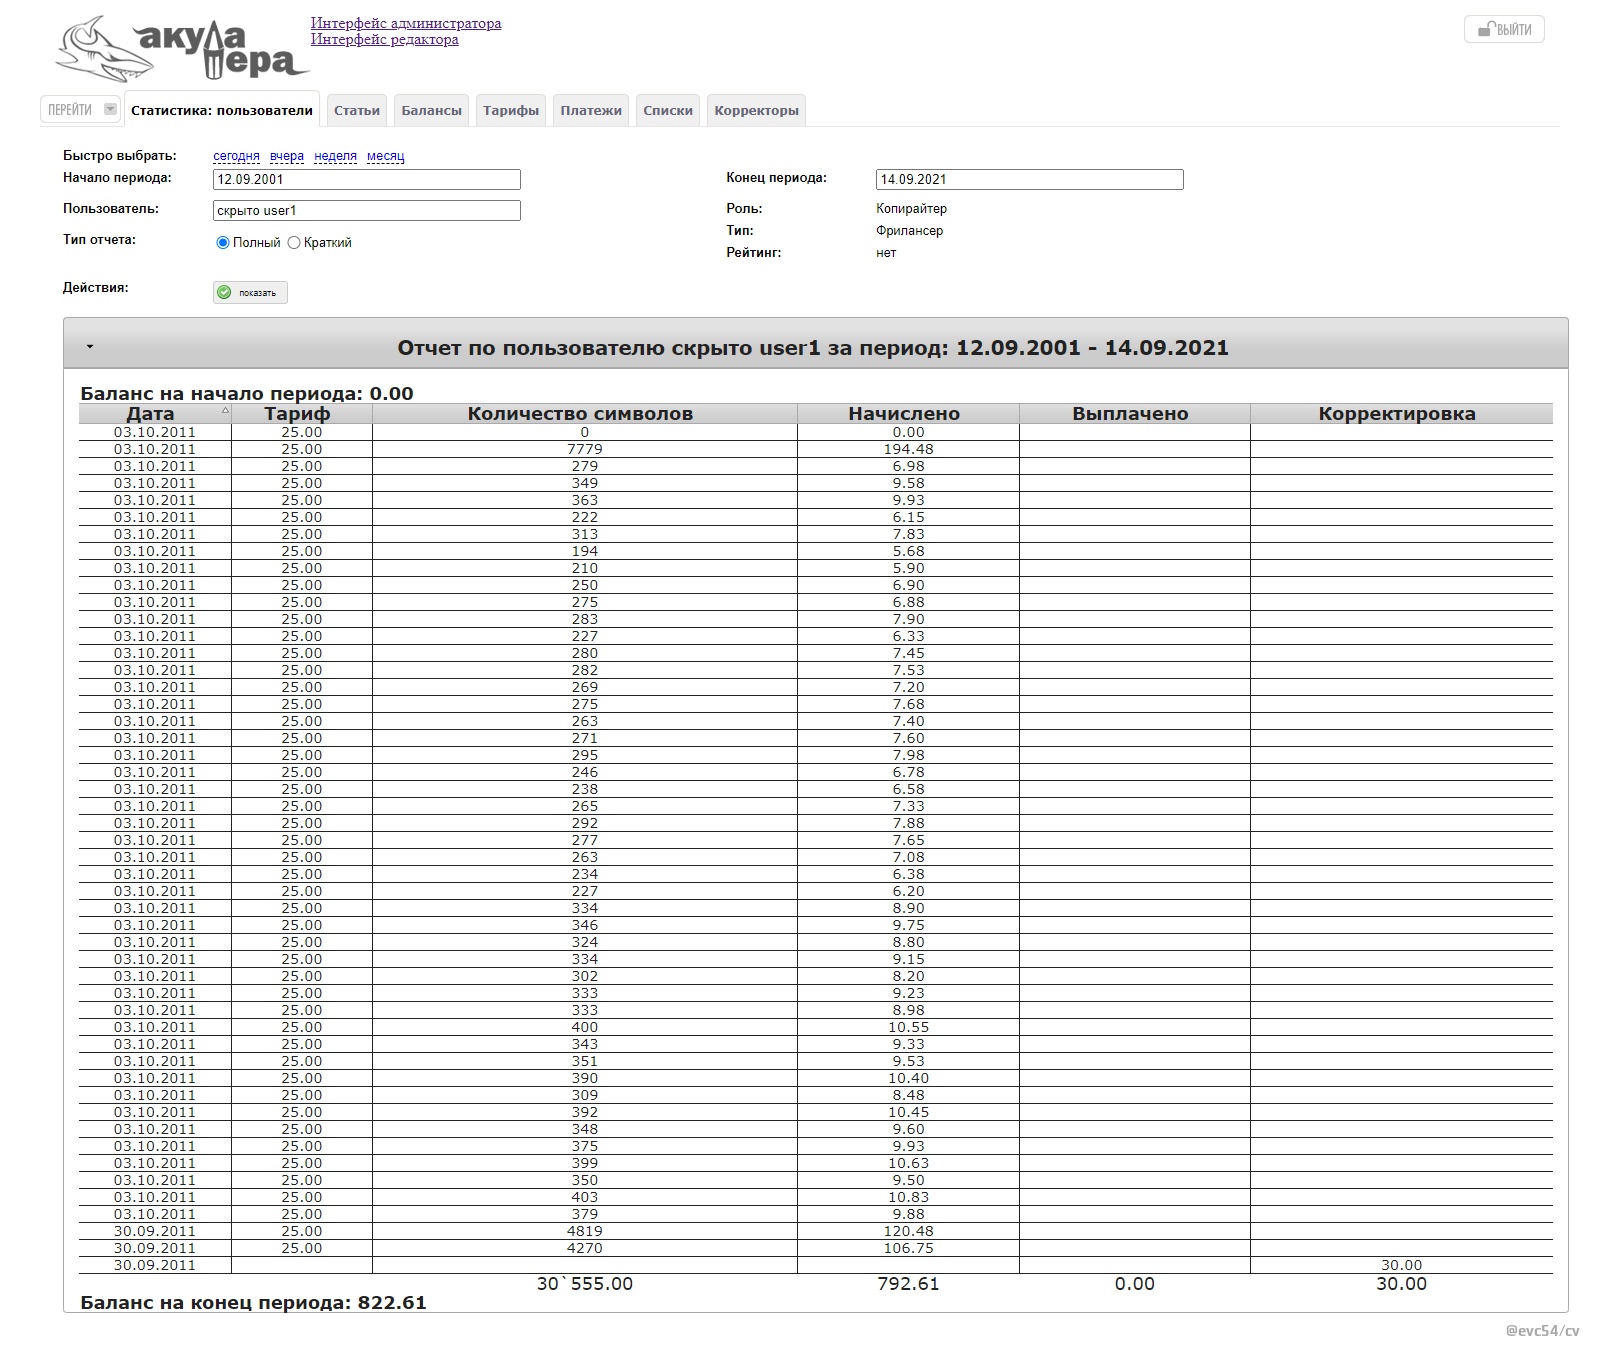 акула пера
Интерфейс администратора
Интерфейс редактора
ВЫЙТИ
ПЕРЕЙТИ Статистика: пользователи Статьи Балансы Тарифы Платежи Списки Корректоры
Быстро выбрать: сегодня вчера неделя месяц
Начало периода: 12.09.2001 Конец периода: 14.09.2021
Пользователь: скрыто user1 Роль: Копирайтер
Тип: Фрилансер
Тип отчета: Полный Краткий
Рейтинг: нет
Действия: показать
Отчет по пользователю скрыто user1 за период: 12.09.2001 - 14.09.2021
Баланс на начало периода: 0.00
Дата Тариф Количество символов Начислено Выплачено Корректировка
03.10.2011 25.00 0 0.00
03.10.2011 25.00 7779 194.48
03.10.2011 25.00 279 6.98
03.10.2011 25.00 349 9.58
03.10.2011 25.00 363 9.93
03.10.2011 25.00 222 6.15
03.10.2011 25.00 313 7.83
03.10.2011 25.00 194 5.68
03.10.2011 25.00 210 5.90
03.10.2011 25.00 250 6.90
03.10.2011 25.00 275 6.88
03.10.2011 25.00 283 7.90
03.10.2011 25.00 227 6.33
03.10.2011 25.00 280 7.45
03.10.2011 25.00 282 7.53
03.10.2011 25.00 269 7.20
03.10.2011 25.00 275 7.68
03.10.2011 25.00 263 7.40
03.10.2011 25.00 271 7.60
03.10.2011 25.00 295 7.98
03.10.2011 25.00 246 6.78
03.10.2011 25.00 238 6.58
03.10.2011 25.00 265 7.33
03.10.2011 25.00 292 7.88
03.10.2011 25.00 277 7.65
03.10.2011 25.00 263 7.08
03.10.2011 25.00 234 6.38
03.10.2011 25.00 227 6.20
03.10.2011 25.00 334 8.90
03.10.2011 25.00 346 9.75
03.10.2011 25.00 324 8.80
03.10.2011 25.00 334 9.15
03.10.2011 25.00 302 8.20
03.10.2011 25.00 333 9.23
03.10.2011 25.00 333 8.98
03.10.2011 25.00 400 10.55
03.10.2011 25.00 343 9.33
03.10.2011 25.00 351 9.53
03.10.2011 25.00 390 10.40
03.10.2011 25.00 309 8.48
03.10.2011 25.00 392 10.45
03.10.2011 25.00 348 9.60
03.10.2011 25.00 375 9.93
03.10.2011 25.00 399 10.63
03.10.2011 25.00 350 9.50
03.10.2011 25.00 403 10.83
03.10.2011 25.00 379 9.88
30.09.2011 25.00 4819 120.48
30.09.2011 25.00 4270 106.75
30.09.2011 30.00
30`555.00 792.61 0.00 30.00
Баланс на конец периода: 822.61
@evc54/cv